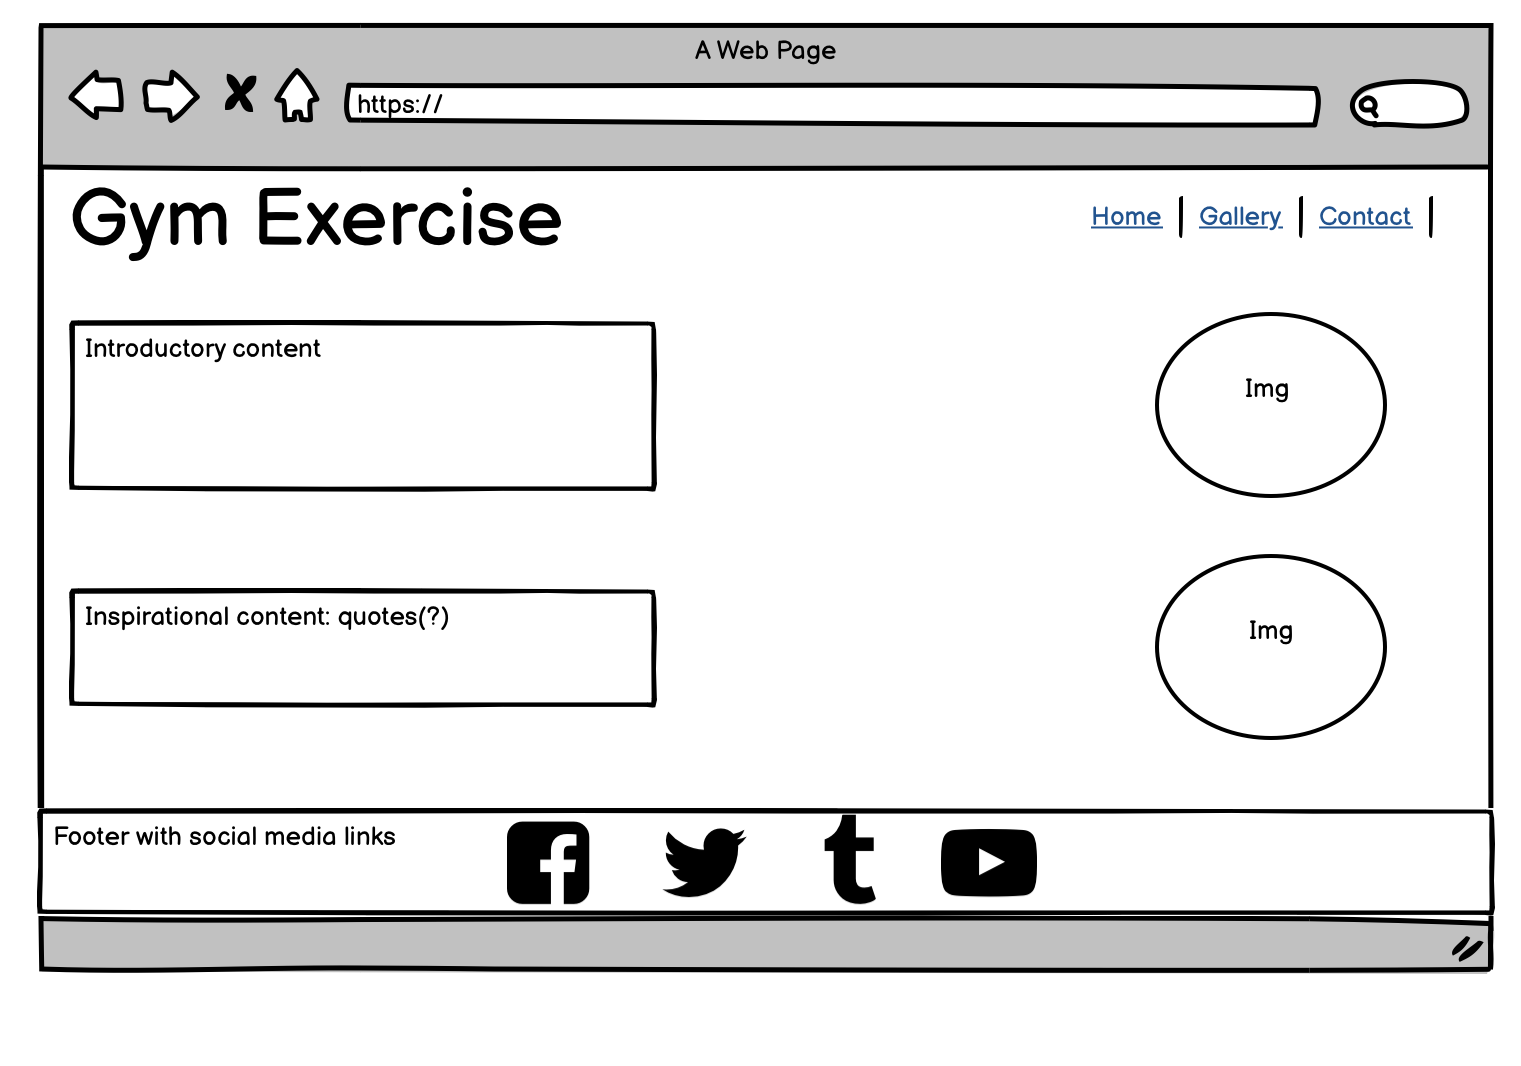 A Web Page
https://
Gym Exercise
Home | Gallery | Contact |
Introductory content
Img
Inspirational content: quotes(?)
Img
Footer with social media links